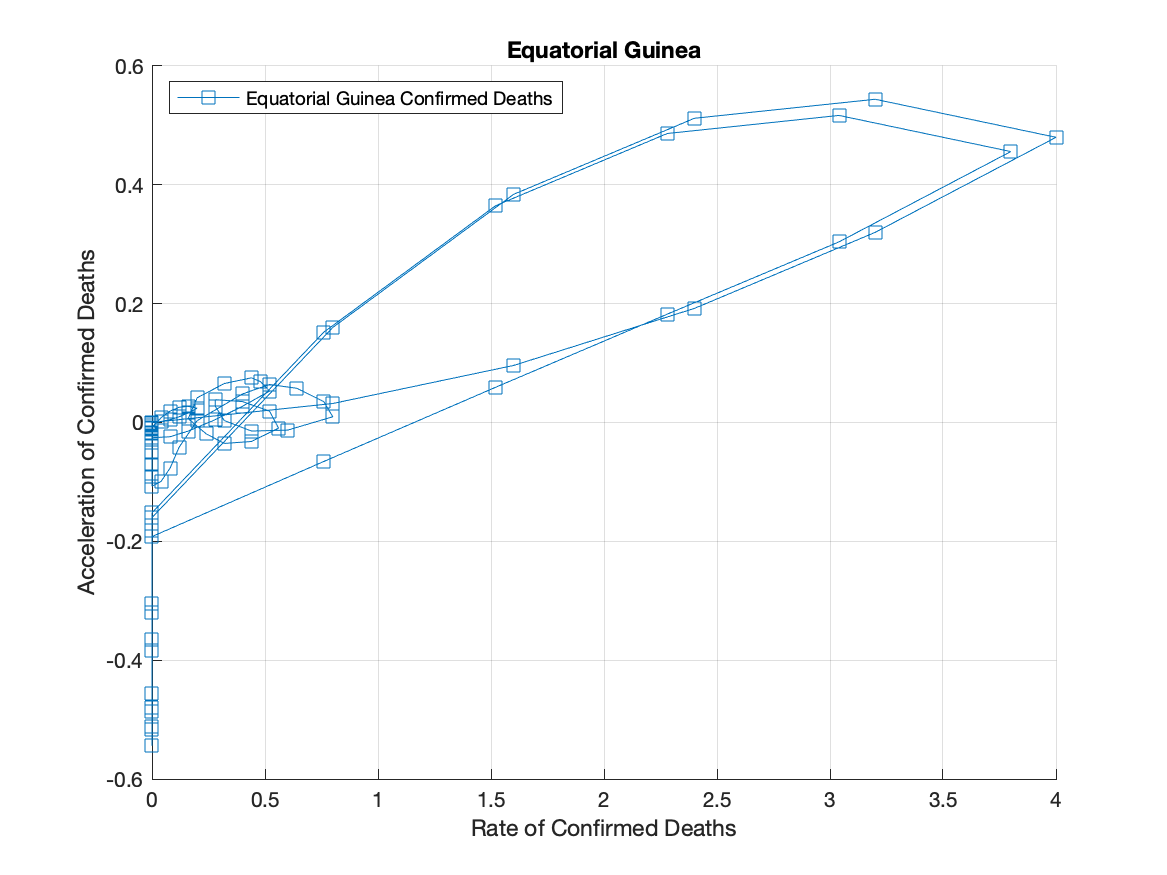 Equatorial Guinea
Equatorial Guinea Confirmed Deaths
Acceleration of Confirmed Deaths
0.6
0.4
0.2
0
-0.2
-0.4
-0.6
0 0.5 1 1.5 2 2.5 3 3.5 4
Rate of Confirmed Deaths